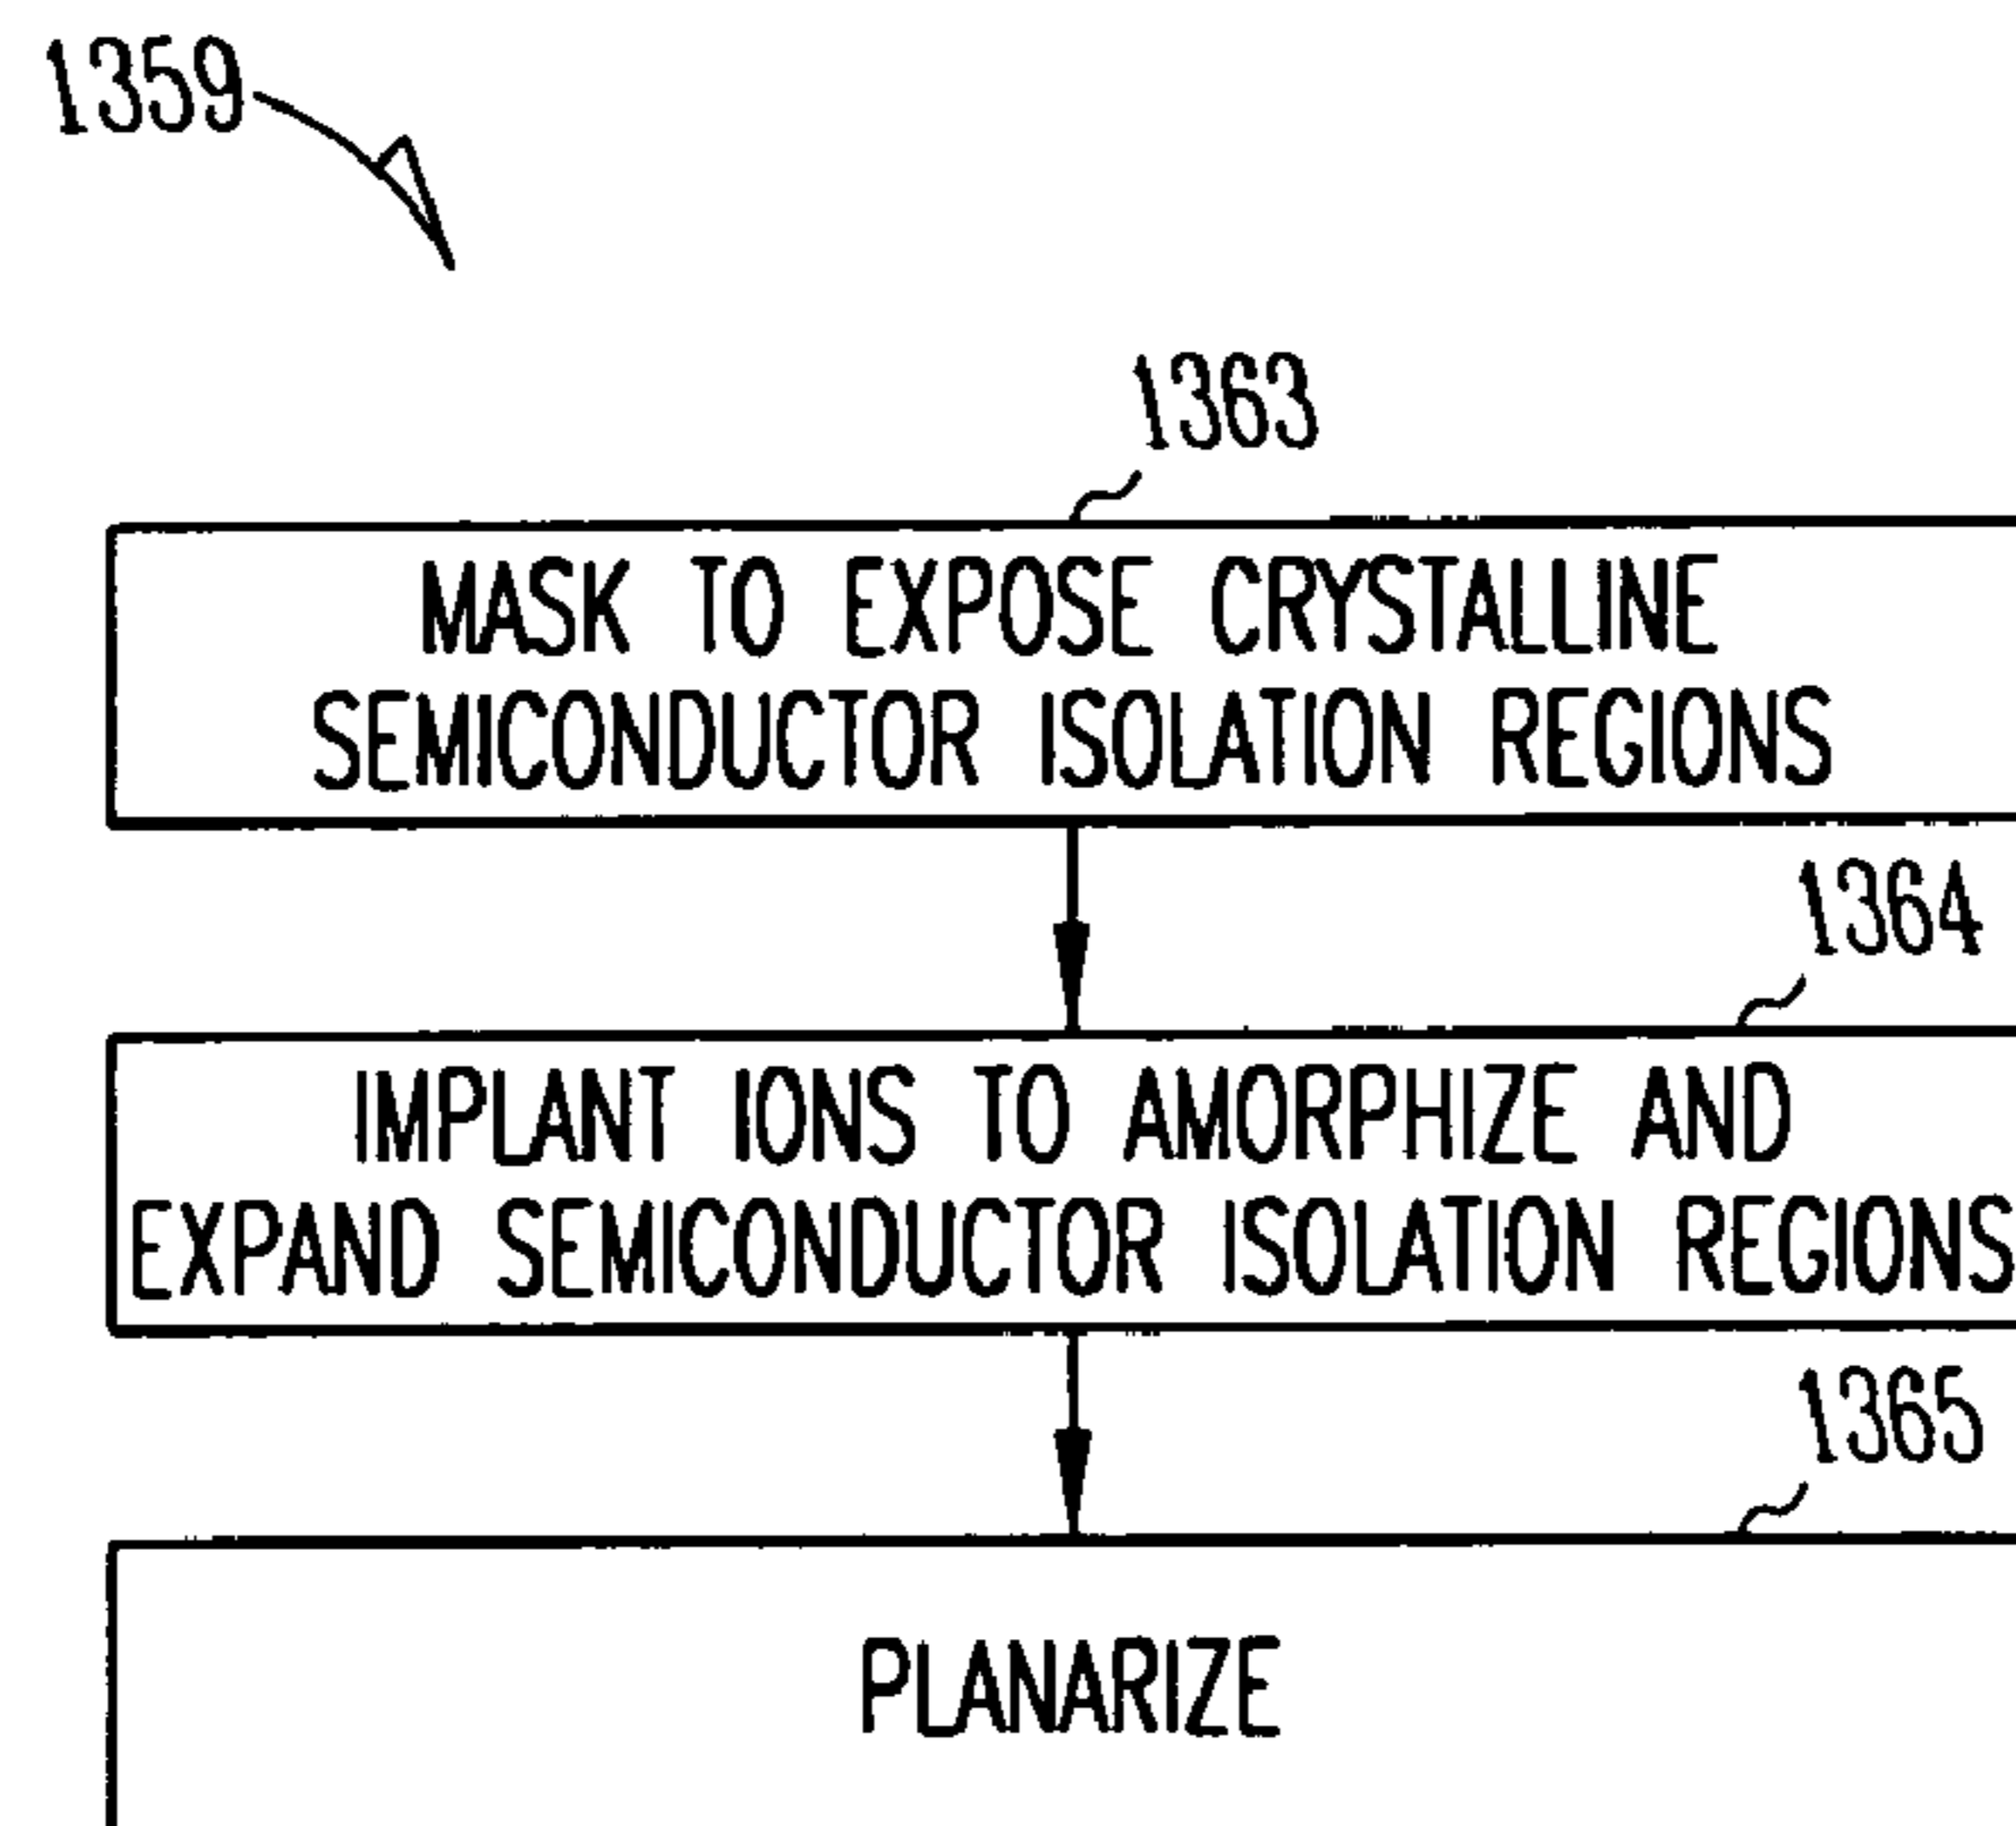 1359
1363
MASK TO EXPOSE CRYSTALLINE
SEMICONDUCTOR ISOLATION REGIONS
1364
IMPLANT IONS TO AMORPHIZE AND
EXPAND SEMICONDUCTOR ISOLATION REGIONS
1365
PLANARIZE